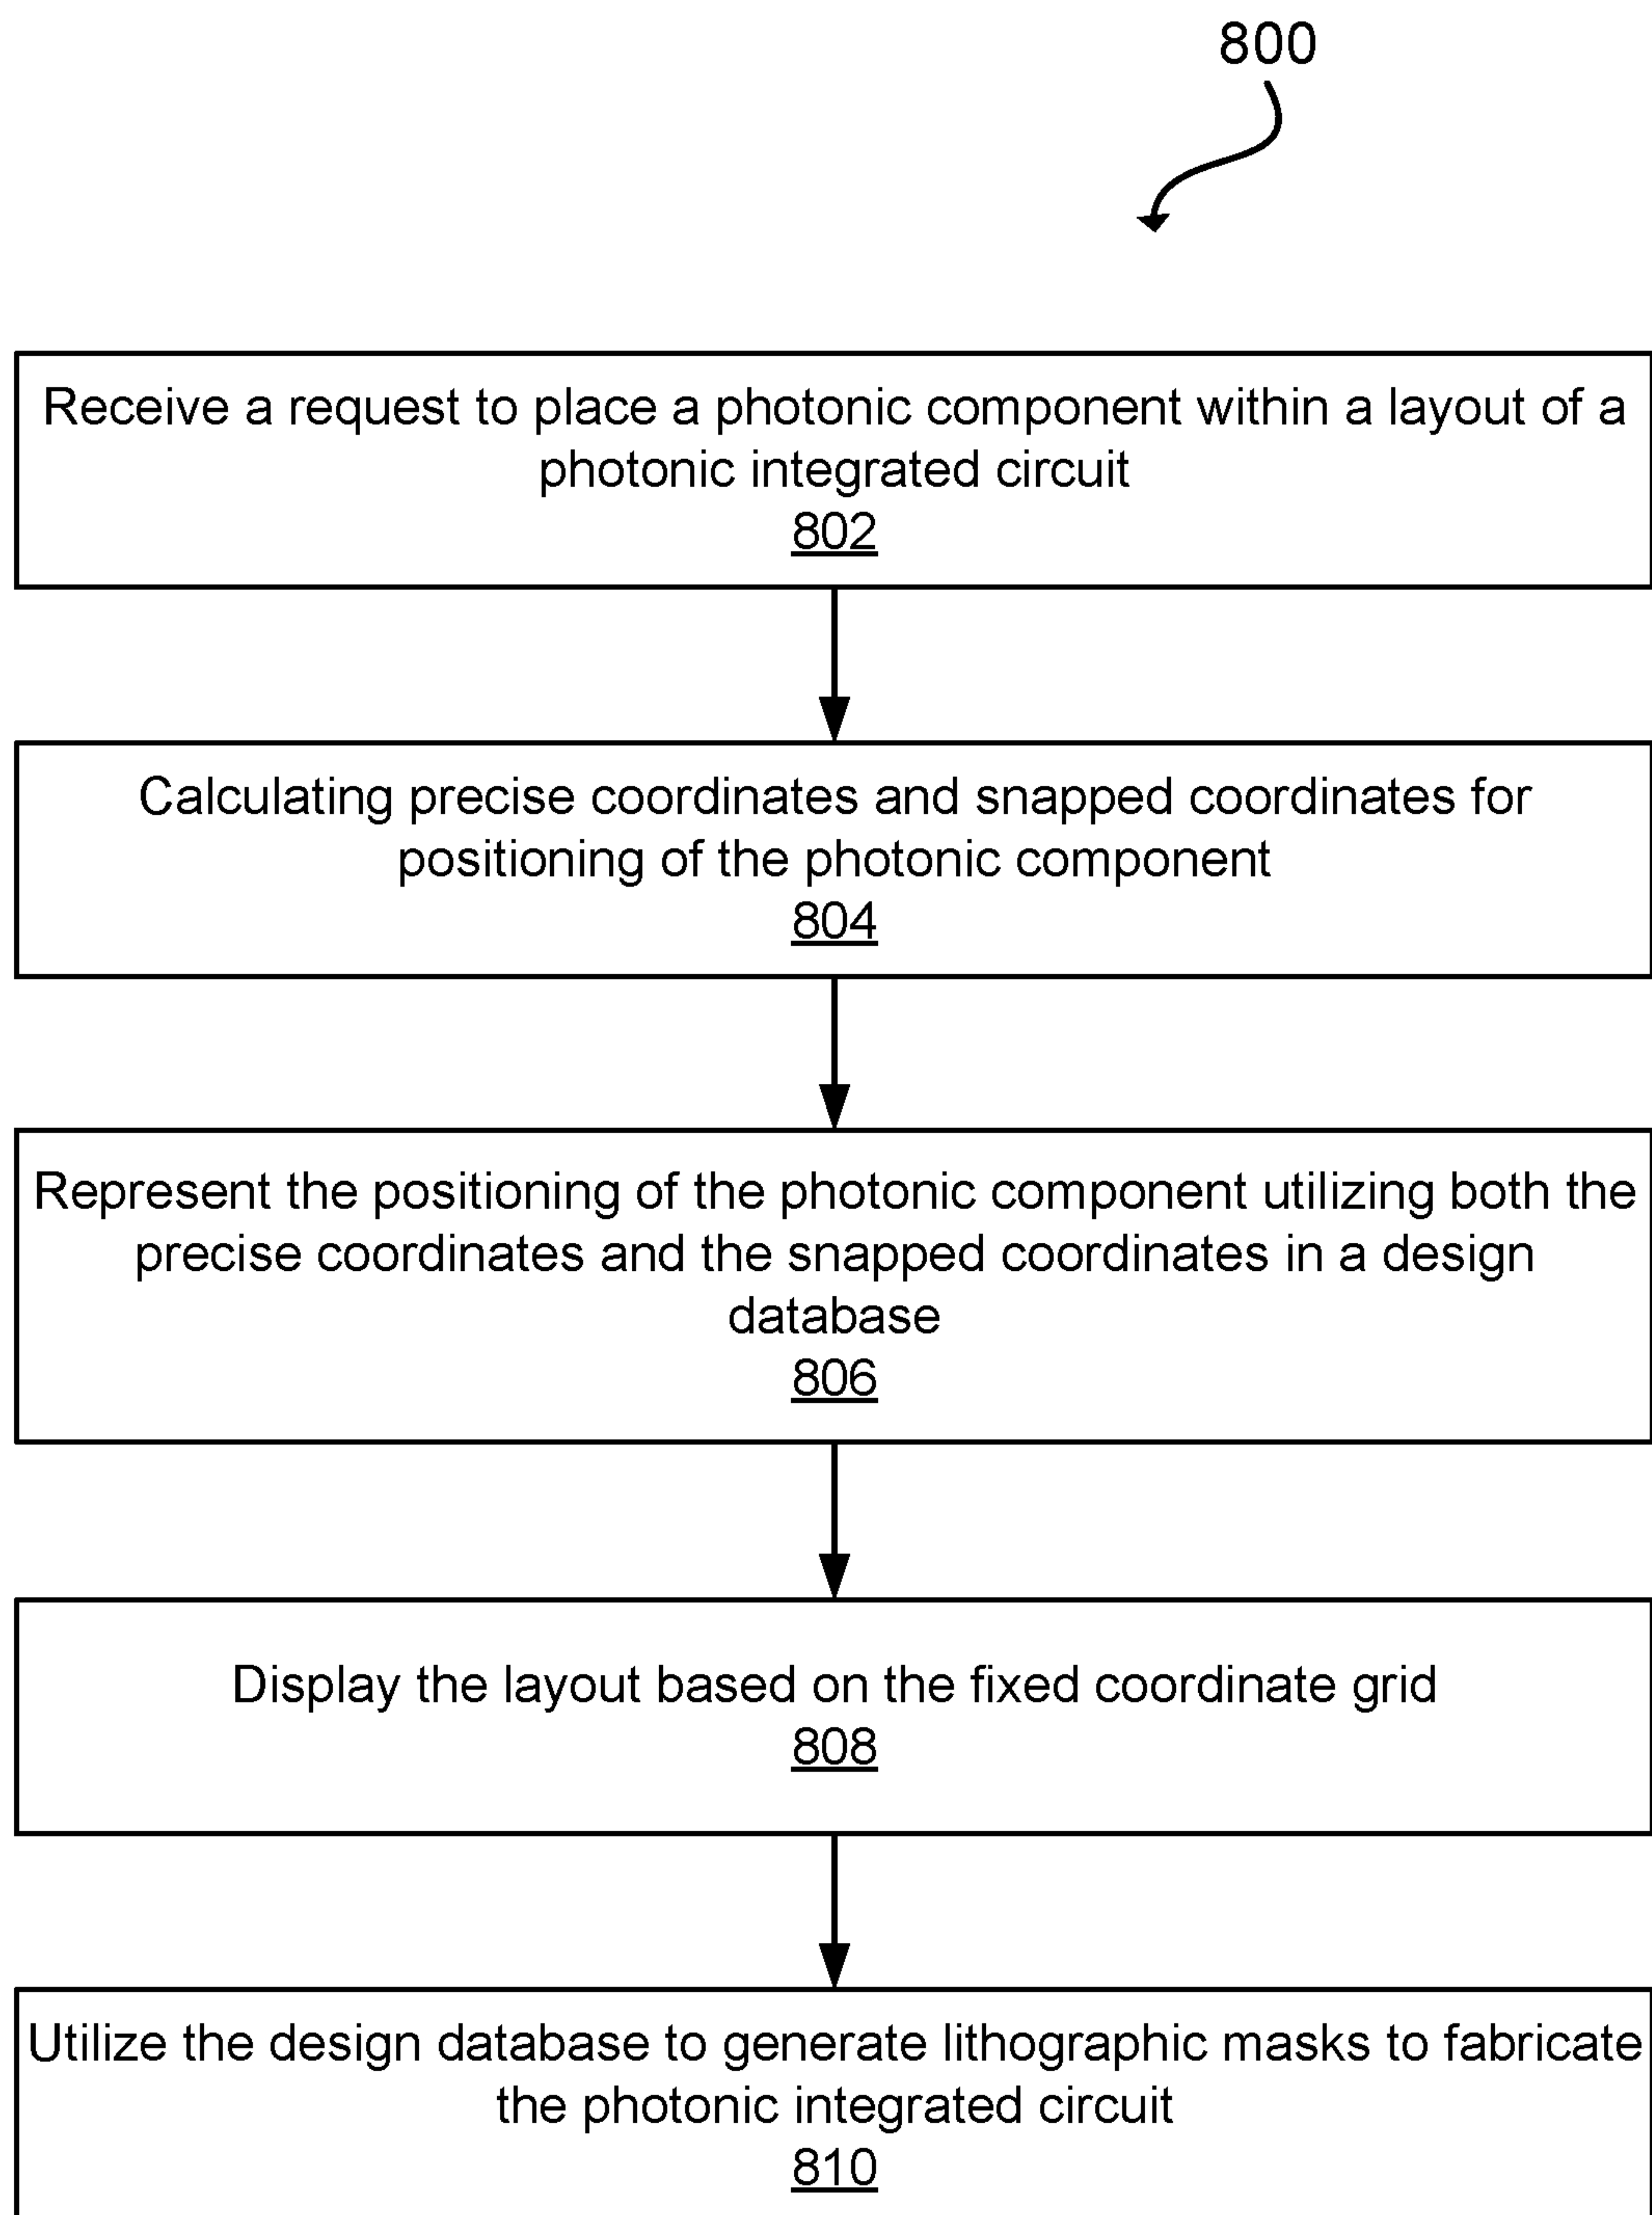 800
Receive a request to place a photonic component within a layout of a
photonic integrated circuit
802
Calculating precise coordinates and snapped coordinates for
positioning of the photonic component
804
Represent the positioning of the photonic component utilizing both the
precise coordinates and the snapped coordinates in a design
database
806
Display the layout based on the fixed coordinate grid
808
Utilize the design database to generate lithographic masks to fabricate
the photonic integrated circuit
810